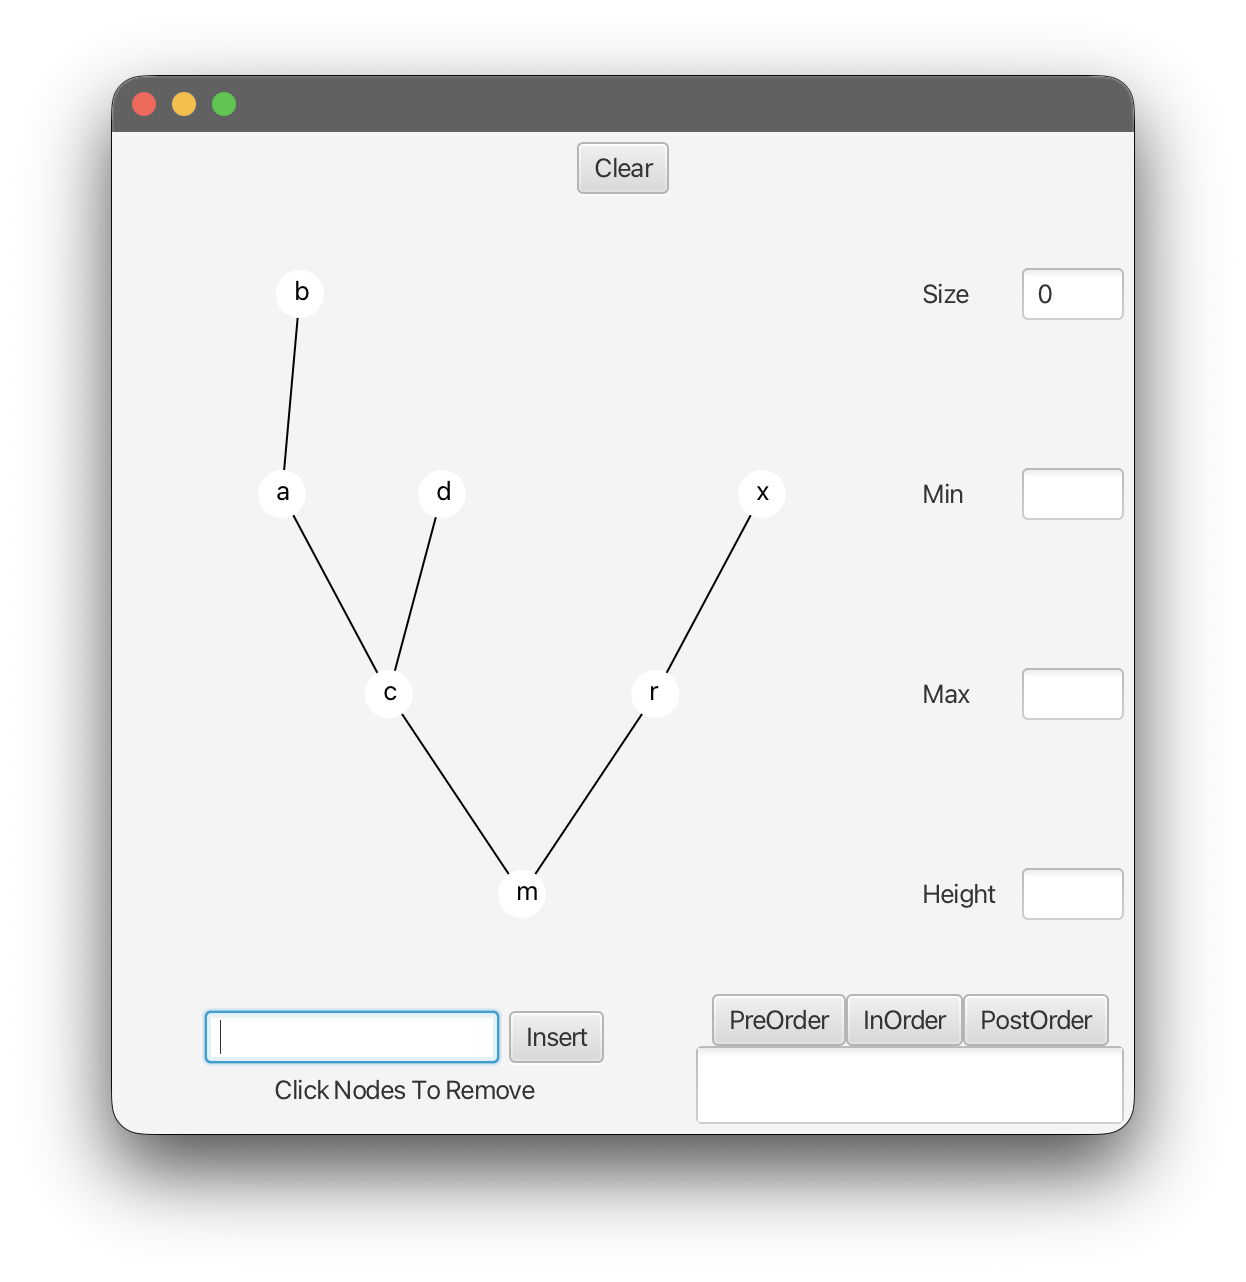 Clear
b
Size 0
a d x
Min
c r
Max
m
Height
PreOrder InOrder PostOrder
Insert
Click Nodes To Remove